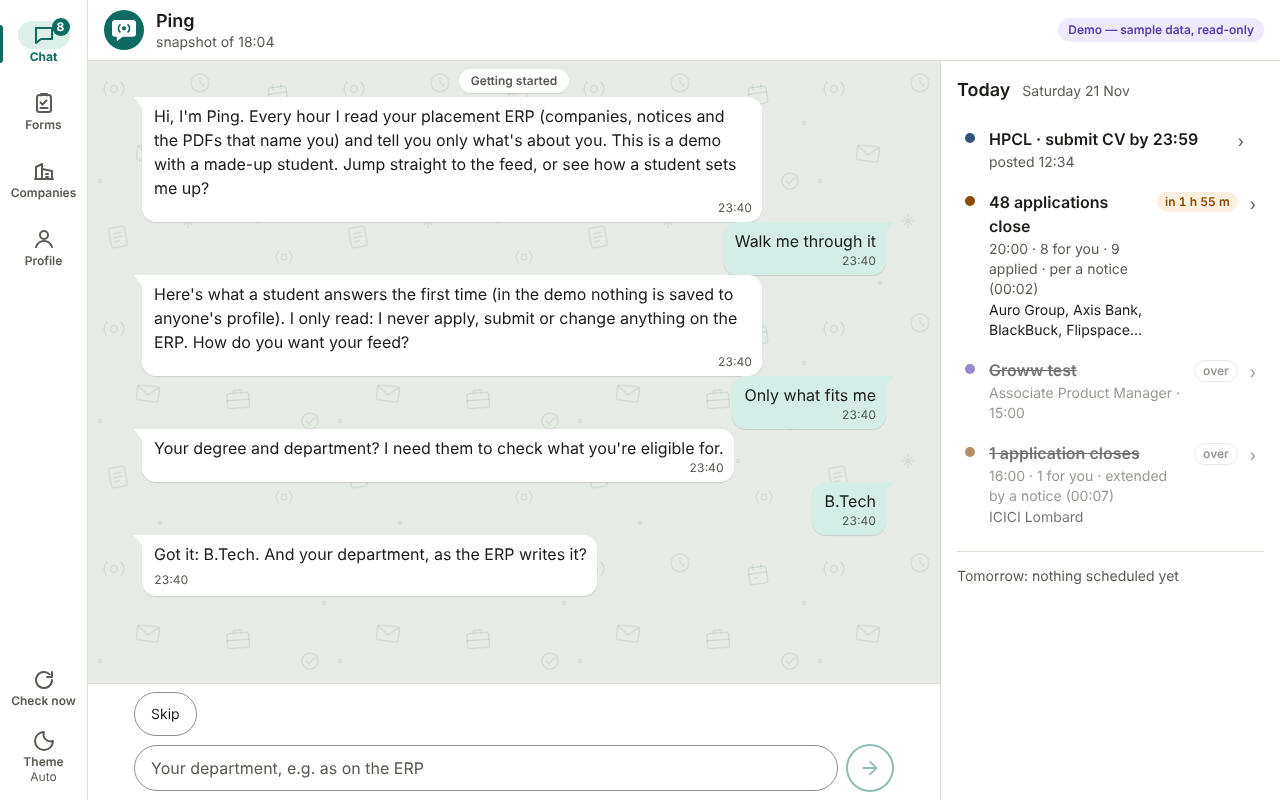 8
Chat
Forms
Companies
Profile
Check now
Theme
Auto
Ping
snapshot of 18:04
Demo — sample data, read-only
Getting started
Hi, I'm Ping. Every hour I read your placement ERP (companies, notices and
the PDFs that name you) and tell you only what's about you. This is a demo
with a made-up student. Jump straight to the feed, or see how a student sets
me up?
23:40
Walk me through it
23:40
Here's what a student answers the first time (in the demo nothing is saved to
anyone's profile). I only read: I never apply, submit or change anything on the
ERP. How do you want your feed?
23:40
Only what fits me
23:40
Your degree and department? I need them to check what you're eligible for.
23:40
B.Tech
23:40
Got it: B.Tech. And your department, as the ERP writes it?
23:40
Skip
Your department, e.g. as on the ERP
Today Saturday 21 Nov
HPCL · submit CV by 23:59
posted 12:34
48 applications
close
in 1 h 55 m
20:00 · 8 for you · 9
applied · per a notice
(00:02)
Auro Group, Axis Bank,
BlackBuck, Flipspace...
Groww test
over
Associate Product Manager ·
15:00
1 application closes
over
16:00 · 1 for you · extended
by a notice (00:07)
ICICI Lombard
Tomorrow: nothing scheduled yet